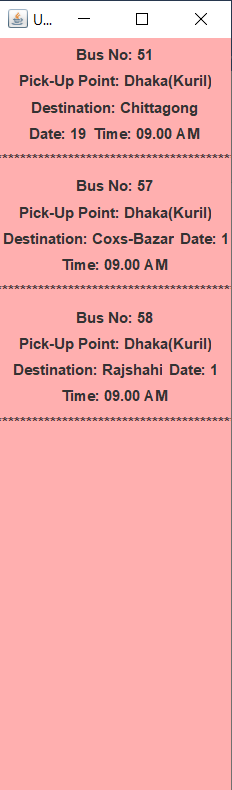 U...
Bus No: 51
Pick-Up Point: Dhaka(Kuril)
Destination: Chittagong
Date: 19 Time: 09.00 AM
****************************************
Bus No: 57
Pick-Up Point: Dhaka(Kuril)
Destination: Coxs-Bazar Date: 1
Time: 09.00 AM
****************************************
Bus No: 58
Pick-Up Point: Dhaka(Kuril)
Destination: Rajshahi Date: 1
Time: 09.00 AM
****************************************